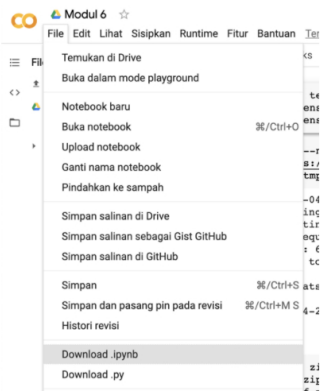 CO Modul 6
File Edit Lihat Sisipkan Runtime Fitur Bantuan
Temukan di Drive
Buka dalam mode playground
Notebook baru
Buka notebook ⌘/Ctrl+O
Upload notebook
Ganti nama notebook
Pindahkan ke sampah
Simpan salinan di Drive
Simpan salinan sebagai Gist GitHub
Simpan salinan di GitHub
Simpan ⌘/Ctrl+S
Simpan dan pasang pin pada revisi ⌘/Ctrl+M S
Histori revisi
Download .ipynb
Download .py